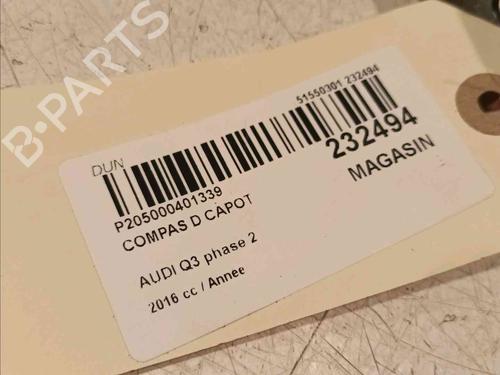 B-PARTS
DUN
51550301 232494
232494
MAGASIN
P205000401339
COMPAS D CAPOT
AUDI Q3 phase 2
2016 cc / Annee